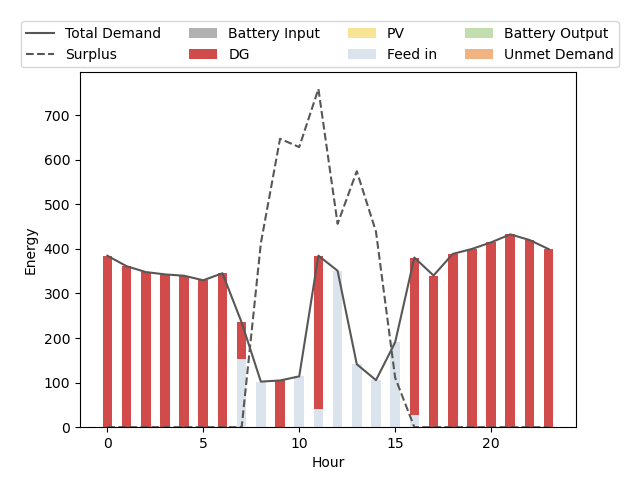 Total Demand Battery Input PV Battery Output
Surplus DG Feed in Unmet Demand
700
600
500
400
300
200
100
0
Energy
0 5 10 15 20
Hour